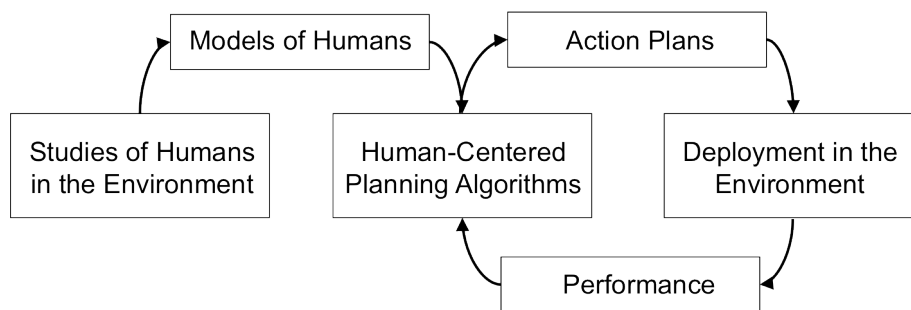 Models of Humans
Action Plans
Studies of Humans
in the Environment
Human-Centered
Planning Algorithms
Deployment in the
Environment
Performance